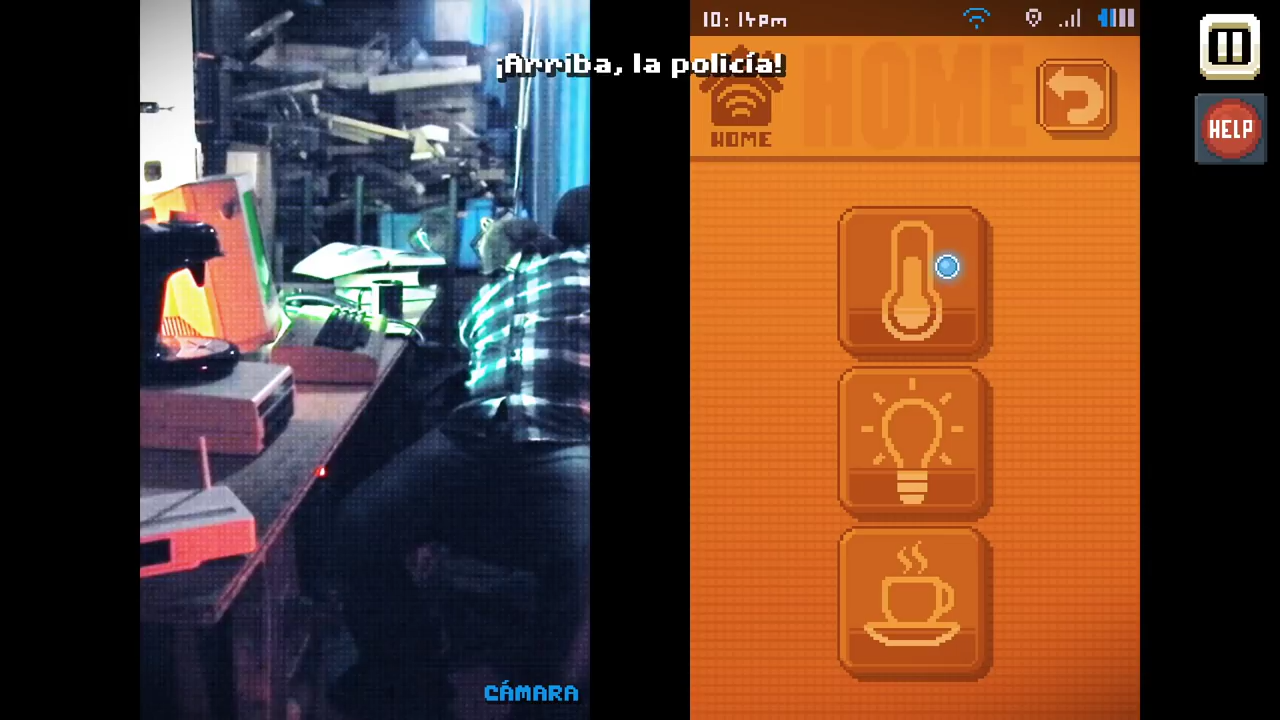 10: 14pm
¡Arriba, la policía!
HOME
HOME
HELP
CÁMARA